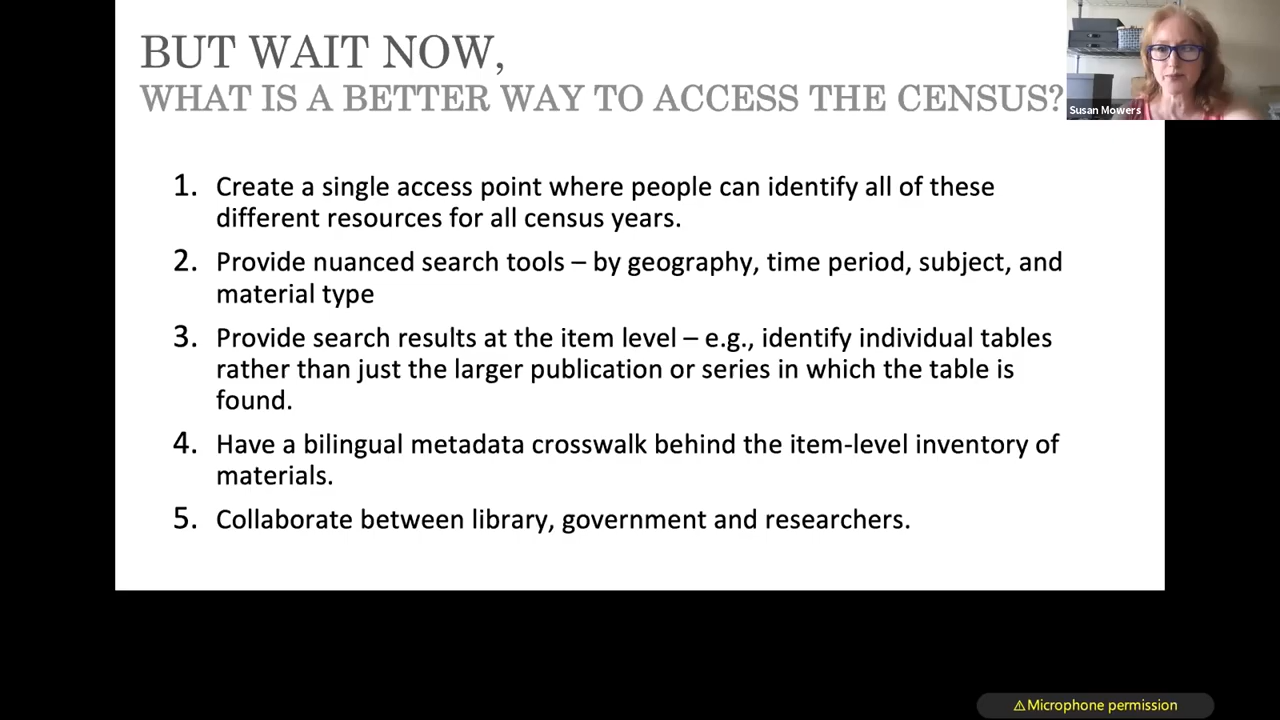 BUT WAIT NOW,
WHAT IS A BETTER WAY TO ACCESS THE CENSUS?
Susan Mowers
1. Create a single access point where people can identify all of these
different resources for all census years.
2. Provide nuanced search tools – by geography, time period, subject, and
material type
3. Provide search results at the item level – e.g., identify individual tables
rather than just the larger publication or series in which the table is
found.
4. Have a bilingual metadata crosswalk behind the item-level inventory of
materials.
5. Collaborate between library, government and researchers.
⚠Microphone permission